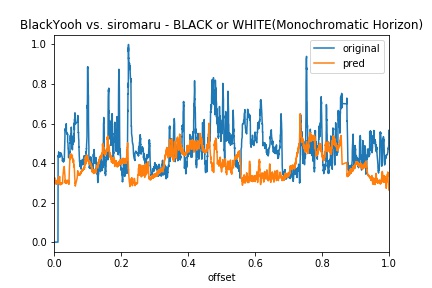 BlackYooh vs. siromaru - BLACK or WHITE(Monochromatic Horizon)
original
pred
1.0
0.8
0.6
0.4
0.2
0.0
0.0 0.2 0.4 0.6 0.8 1.0
offset